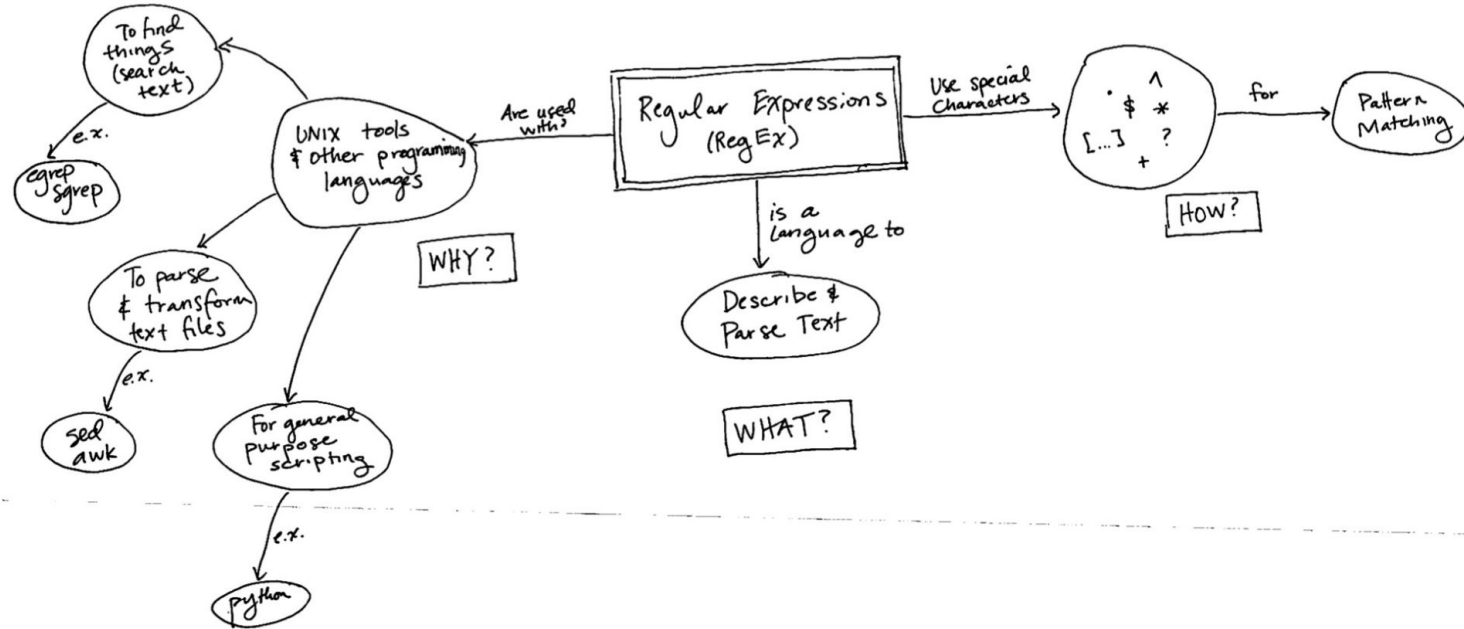 To find
things
(search
text)
e.x.
egrep
sgrep
UNIX tools
& other programming
languages
To parse
& transform
text files
e.x.
sed
awk
For general
purpose
scripting
e.x.
python
WHY?
Are used
with?
Regular Expressions
(RegEx)
is a
language to
Describe &
Parse Text
WHAT?
Use special
characters
. ^
$ *
[...] ?
+
HOW?
for
Pattern
Matching